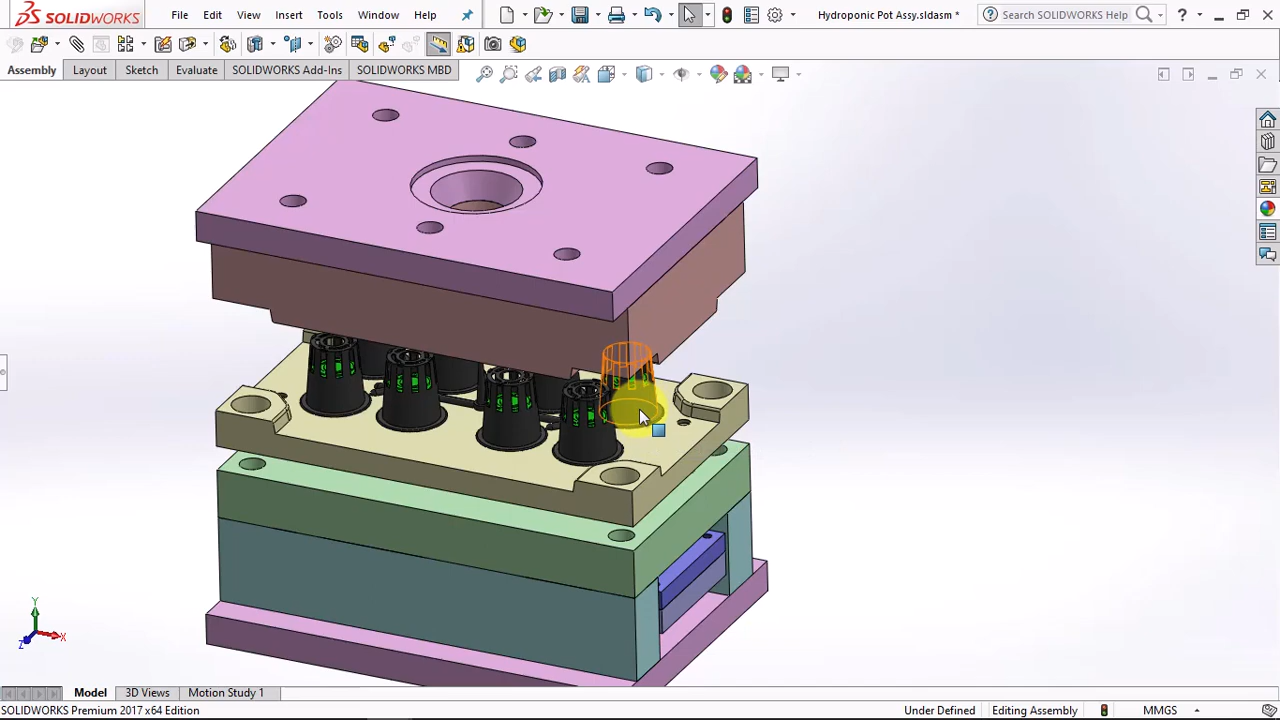 SOLIDWORKS
File Edit View Insert Tools Window Help
Hydroponic Pot Assy.sldasm *
Search SOLIDWORKS Help
?
Assembly Layout Sketch Evaluate SOLIDWORKS Add-Ins SOLIDWORKS MBD
Y
X
Z
Model 3D Views Motion Study 1
SOLIDWORKS Premium 2017 x64 Edition
Under Defined Editing Assembly MMGS